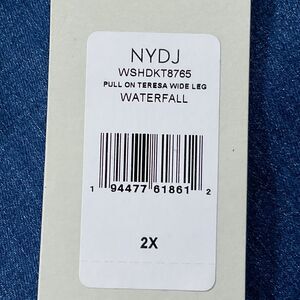 NYDJ
WSHDKT8765
PULL ON TERESA WIDE LEG
WATERFALL
1 94477 61861 2
2X